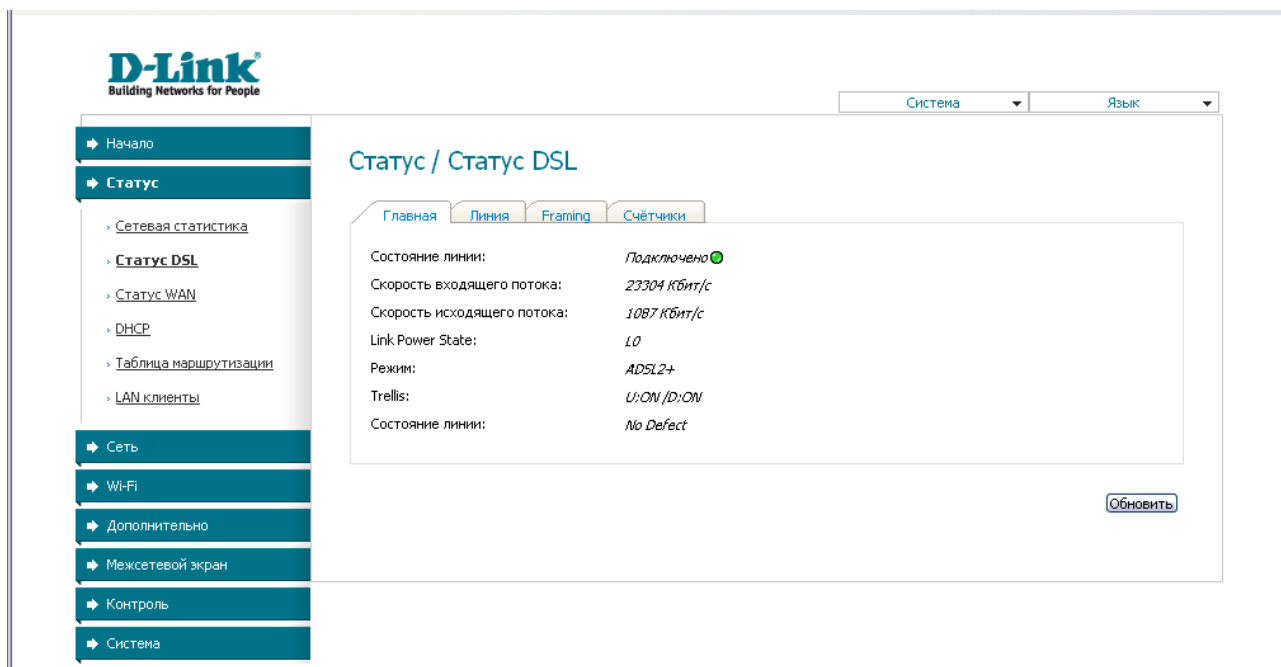 D-Link
Building Networks for People
Система
Язык
Начало
Статус
Сетевая статистика
Статус DSL
Статус WAN
DHCP
Таблица маршрутизации
LAN клиенты
Сеть
Wi-Fi
Дополнительно
Межсетевой экран
Контроль
Система
Статус / Статус DSL
Главная Линия Framing Счётчики
Состояние линии: Подключено
Скорость входящего потока: 23304 Кбит/с
Скорость исходящего потока: 1087 Кбит/с
Link Power State: L0
Режим: ADSL2+
Trellis: U:ON /D:ON
Состояние линии: No Defect
Обновить